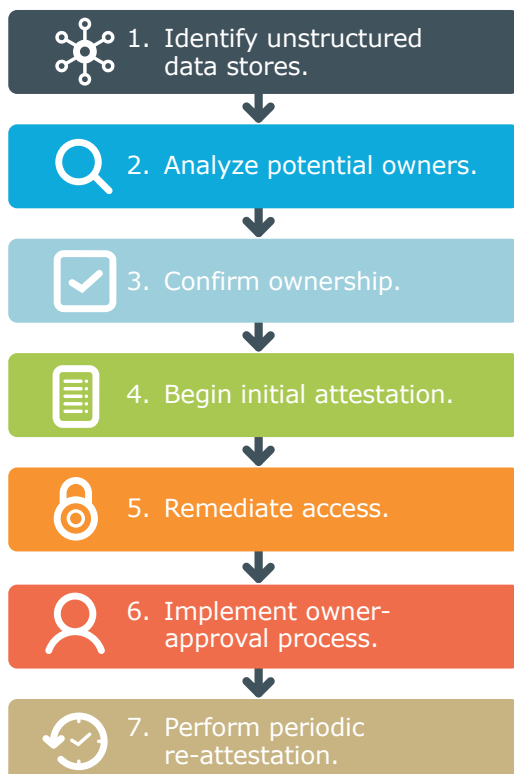 1. Identify unstructured
data stores.
2. Analyze potential owners.
3. Confirm ownership.
4. Begin initial attestation.
5. Remediate access.
6. Implement owner-
approval process.
7. Perform periodic
re-attestation.